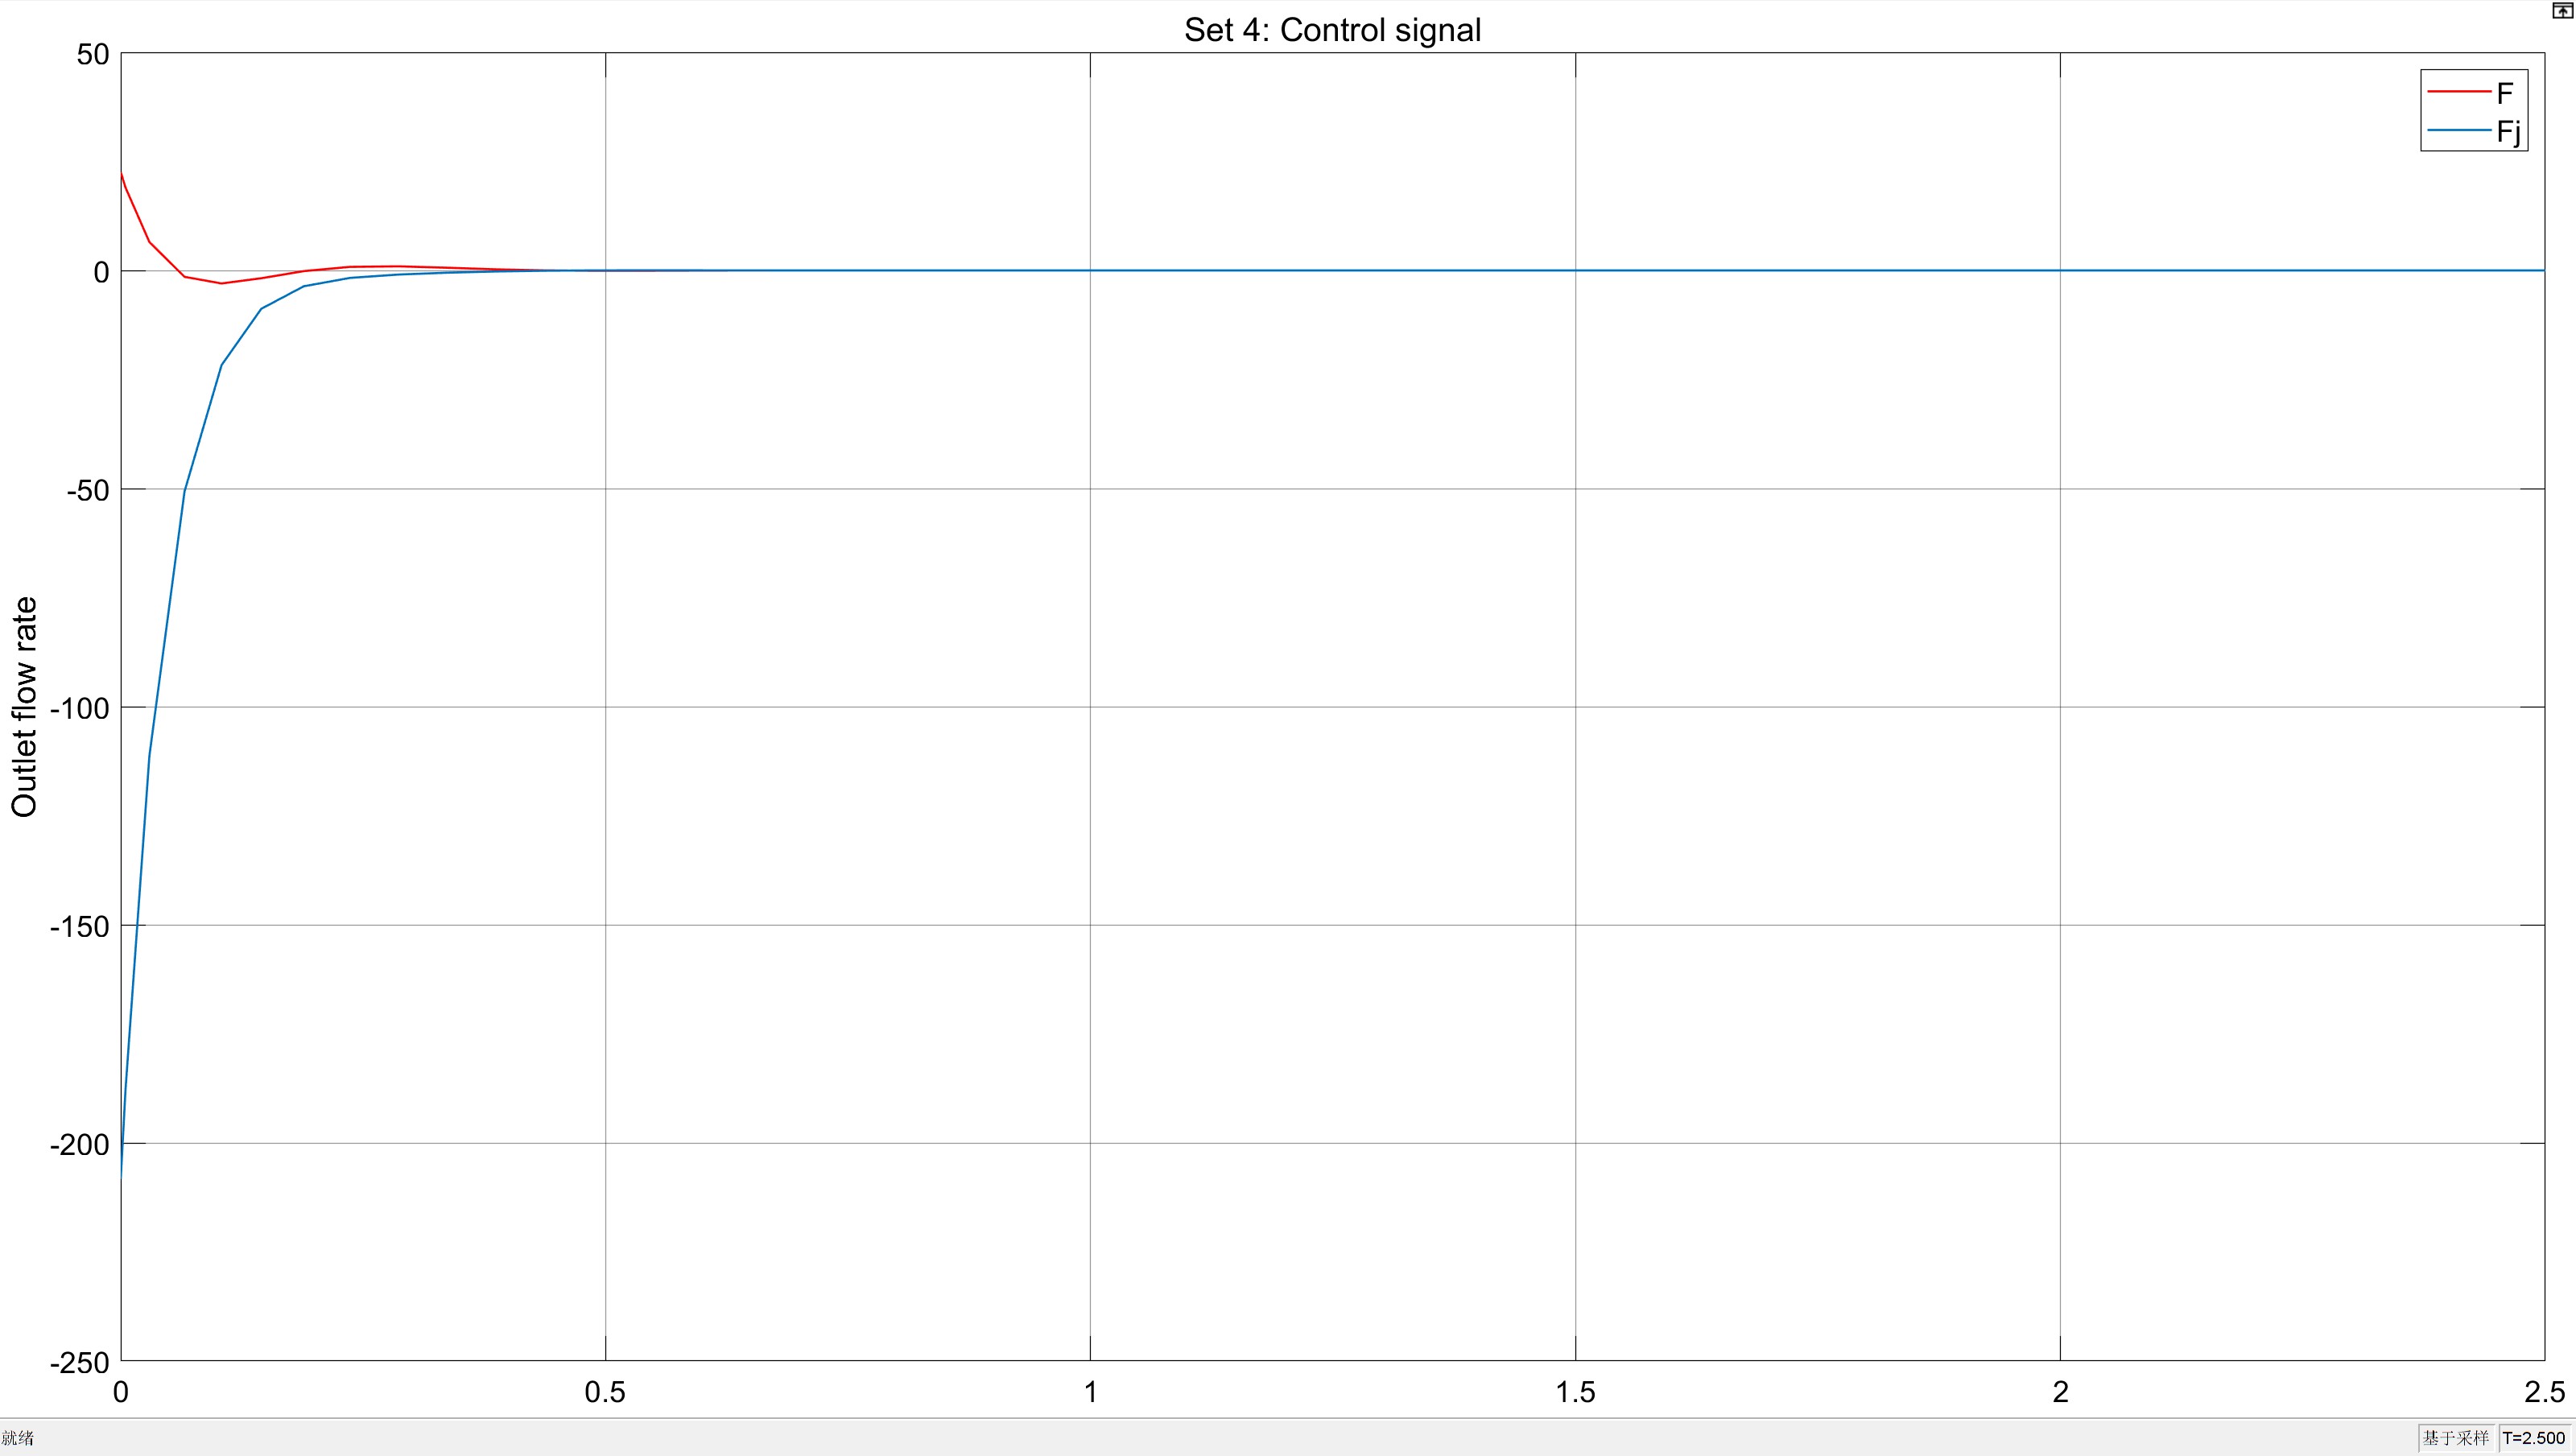 Set 4: Control signal
50
0
-50
-100
-150
-200
-250
Outlet flow rate
F
Fj
0 0.5 1 1.5 2 2.5
就绪
基于采样 T=2.500